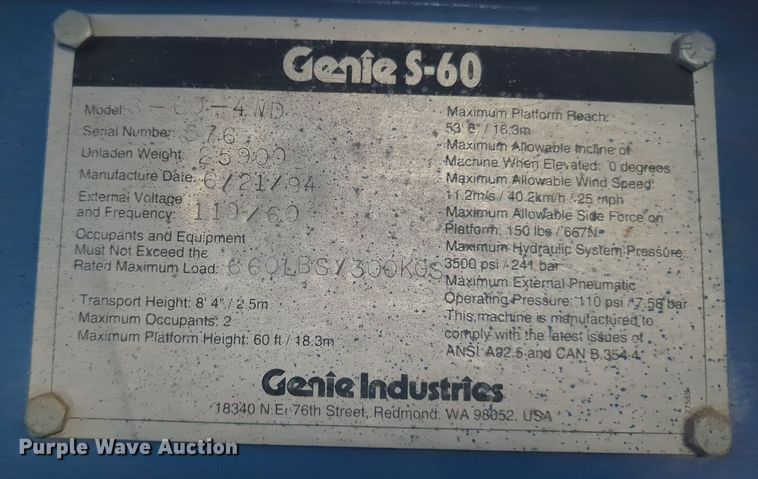 Genie S-60
Model: S-60-4WD
Serial Number: 576
Unladen Weight: 25900
Manufacture Date: 6/21/94
External Voltage
and Frequency: 110/60
Occupants and Equipment
Must Not Exceed the
Rated Maximum Load: 660LBS/300KGS
Transport Height: 8' 4"/ 2.5m
Maximum Occupants: 2
Maximum Platform Height: 60 ft / 18.3m
Maximum Platform Reach:
53' 6" / 16.3m
Maximum Allowable Incline of
Machine When Elevated: 0 degrees
Maximum Allowable Wind Speed:
11.2m/s / 40.2km/h / 25 mph
Maximum Allowable Side Force on
Platform: 150 lbs / 667N
Maximum Hydraulic System Pressure:
3500 psi / 241 bar
Maximum External Pneumatic
Operating Pressure: 110 psi / 7.58 bar
This machine is manufactured to
comply with the latest issues of
ANSI A92.5 and CAN B.354.4
Genie Industries
18340 N.E. 76th Street, Redmond, WA 98052, USA
Purple Wave Auction